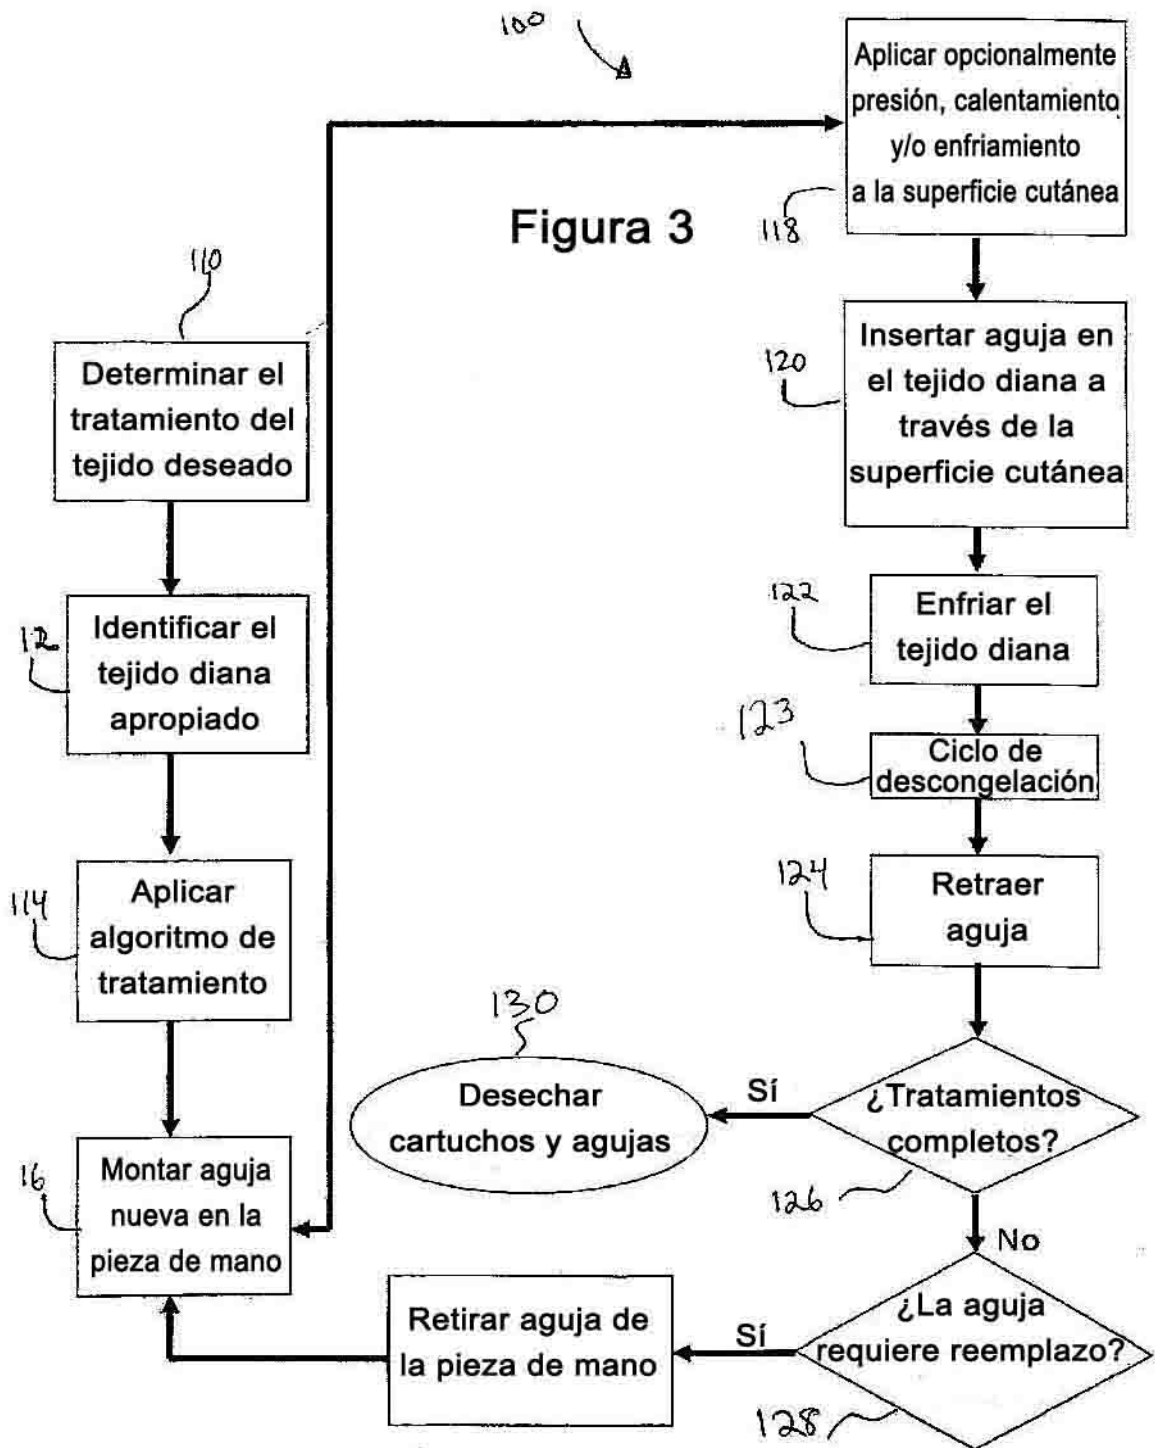 100
Aplicar opcionalmente
presión, calentamiento
y/o enfriamiento
a la superficie cutánea
118
Figura 3
110
Determinar el
tratamiento del
tejido deseado
Insertar aguja en
el tejido diana a
través de la
superficie cutánea
120
12
Identificar el
tejido diana
apropiado
122
Enfriar el
tejido diana
123
Ciclo de
descongelación
114
Aplicar
algoritmo de
tratamiento
124
Retraer
aguja
130
Desechar
cartuchos y agujas
Sí
¿Tratamientos
completos?
126
16
Montar aguja
nueva en la
pieza de mano
No
Retirar aguja de
la pieza de mano
Sí
¿La aguja
requiere reemplazo?
128